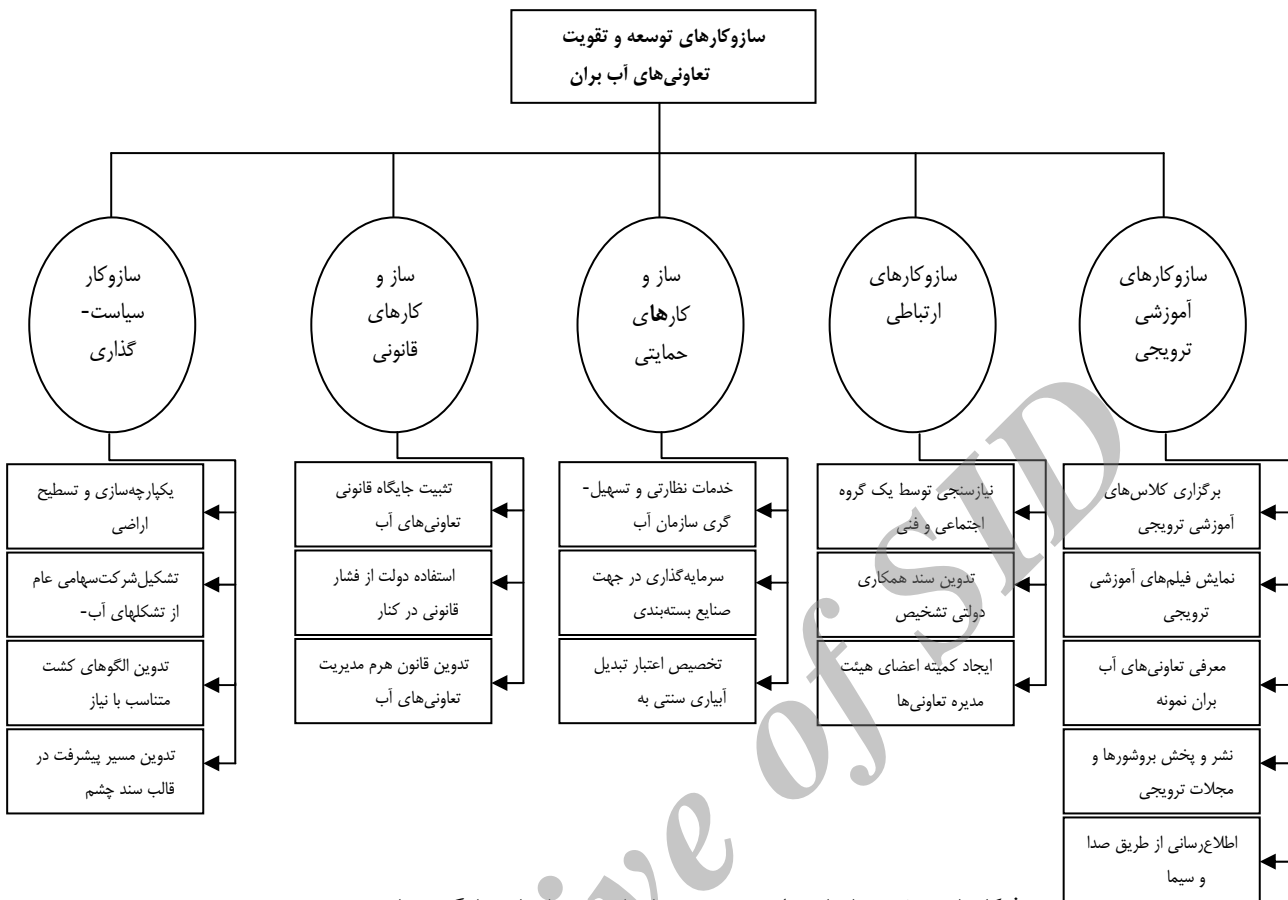 سازوکارهای توسعه و تقویت
تعاونی‌های آب بران
سازوکارهای
آموزشی
ترویجی
سازوکارهای
ارتباطی
ساز و
کارهای
حمایتی
ساز و
کارهای
قانونی
سازوکار
سیاست-
گذاری
برگزاری کلاس‌های
آموزشی ترویجی
نمایش فیلم‌های آموزشی
ترویجی
معرفی تعاونی‌های آب
بران نمونه
نشر و پخش بروشورها و
مجلات ترویجی
اطلاع‌رسانی از طریق صدا
و سیما
نیازسنجی توسط یک گروه
اجتماعی و فنی
تدوین سند همکاری
دولتی تشخیص
ایجاد کمیته اعضای هیئت
مدیره تعاونی‌ها
خدمات نظارتی و تسهیل-
گری سازمان آب
سرمایه‌گذاری در جهت
صنایع بسته‌بندی
تخصیص اعتبار تبدیل
آبیاری سنتی به
تثبیت جایگاه قانونی
تعاونی‌های آب
استفاده دولت از فشار
قانونی در کنار
تدوین قانون هرم مدیریت
تعاونی‌های آب
یکپارچه‌سازی و تسطیح
اراضی
تشکیل‌شرکت‌سهامی عام
از تشکلهای آب-
تدوین الگوهای کشت
متناسب با نیاز
تدوین مسیر پیشرفت در
قالب سند چشم
ive of SID